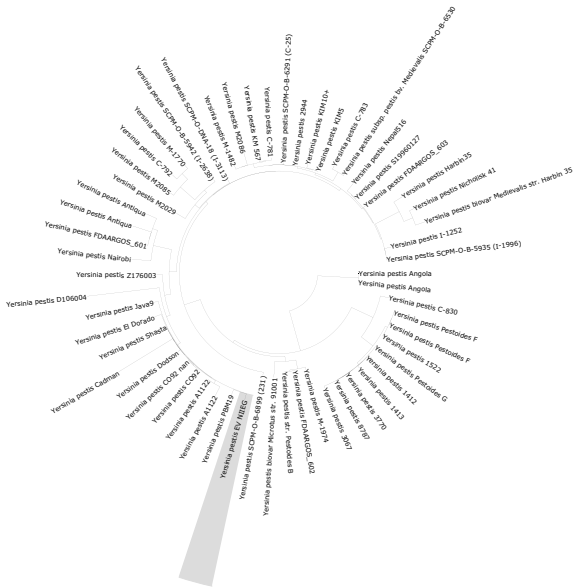 Yersinia pestis SCPM-O-B-6291 (C-25)
Yersinia pestis 2944
Yersinia pestis KIM10+
Yersinia pestis KIM5
Yersinia pestis C-783
Yersinia pestis subsp. pestis bv. Medievalis SCPM-O-B-6530
Yersinia pestis Nepal516
Yersinia pestis S19960127
Yersinia pestis FDAARGOS_603
Yersinia pestis Harbin35
Yersinia pestis Nicholisk 41
Yersinia pestis biovar Medievalis str. Harbin 35
Yersinia pestis I-1252
Yersinia pestis SCPM-O-B-5935 (I-1996)
Yersinia pestis Angola
Yersinia pestis Angola
Yersinia pestis C-830
Yersinia pestis Pestoides F
Yersinia pestis Pestoides F
Yersinia pestis 1522
Yersinia pestis Pestoides G
Yersinia pestis 1412
Yersinia pestis 1413
Yersinia pestis 3770
Yersinia pestis 8787
Yersinia pestis 3067
Yersinia pestis M-1974
Yersinia pestis FDAARGOS_602
Yersinia pestis str. Pestoides B
Yersinia pestis biovar Microtus str. 91001
Yersinia pestis SCPM-O-B-6899 (231)
Yersinia pestis EV NIIEG
Yersinia pestis PBM19
Yersinia pestis A1122
Yersinia pestis A1122
Yersinia pestis CO92
Yersinia pestis CO92_nan
Yersinia pestis Dodson
Yersinia pestis Cadman
Yersinia pestis Shasta
Yersinia pestis El Dorado
Yersinia pestis Java9
Yersinia pestis D106004
Yersinia pestis Z176003
Yersinia pestis Nairobi
Yersinia pestis FDAARGOS_601
Yersinia pestis Antiqua
Yersinia pestis Antiqua
Yersinia pestis M2029
Yersinia pestis M2085
Yersinia pestis C-792
Yersinia pestis M-1770
Yersinia pestis SCPM-O-B-5942 (I-2638)
Yersinia pestis SCPM-O-DNA-18 (I-3113)
Yersinia pestis M-1482
Yersinia pestis M2086
Yersinia pestis KIM 567
Yersinia pestis C-781